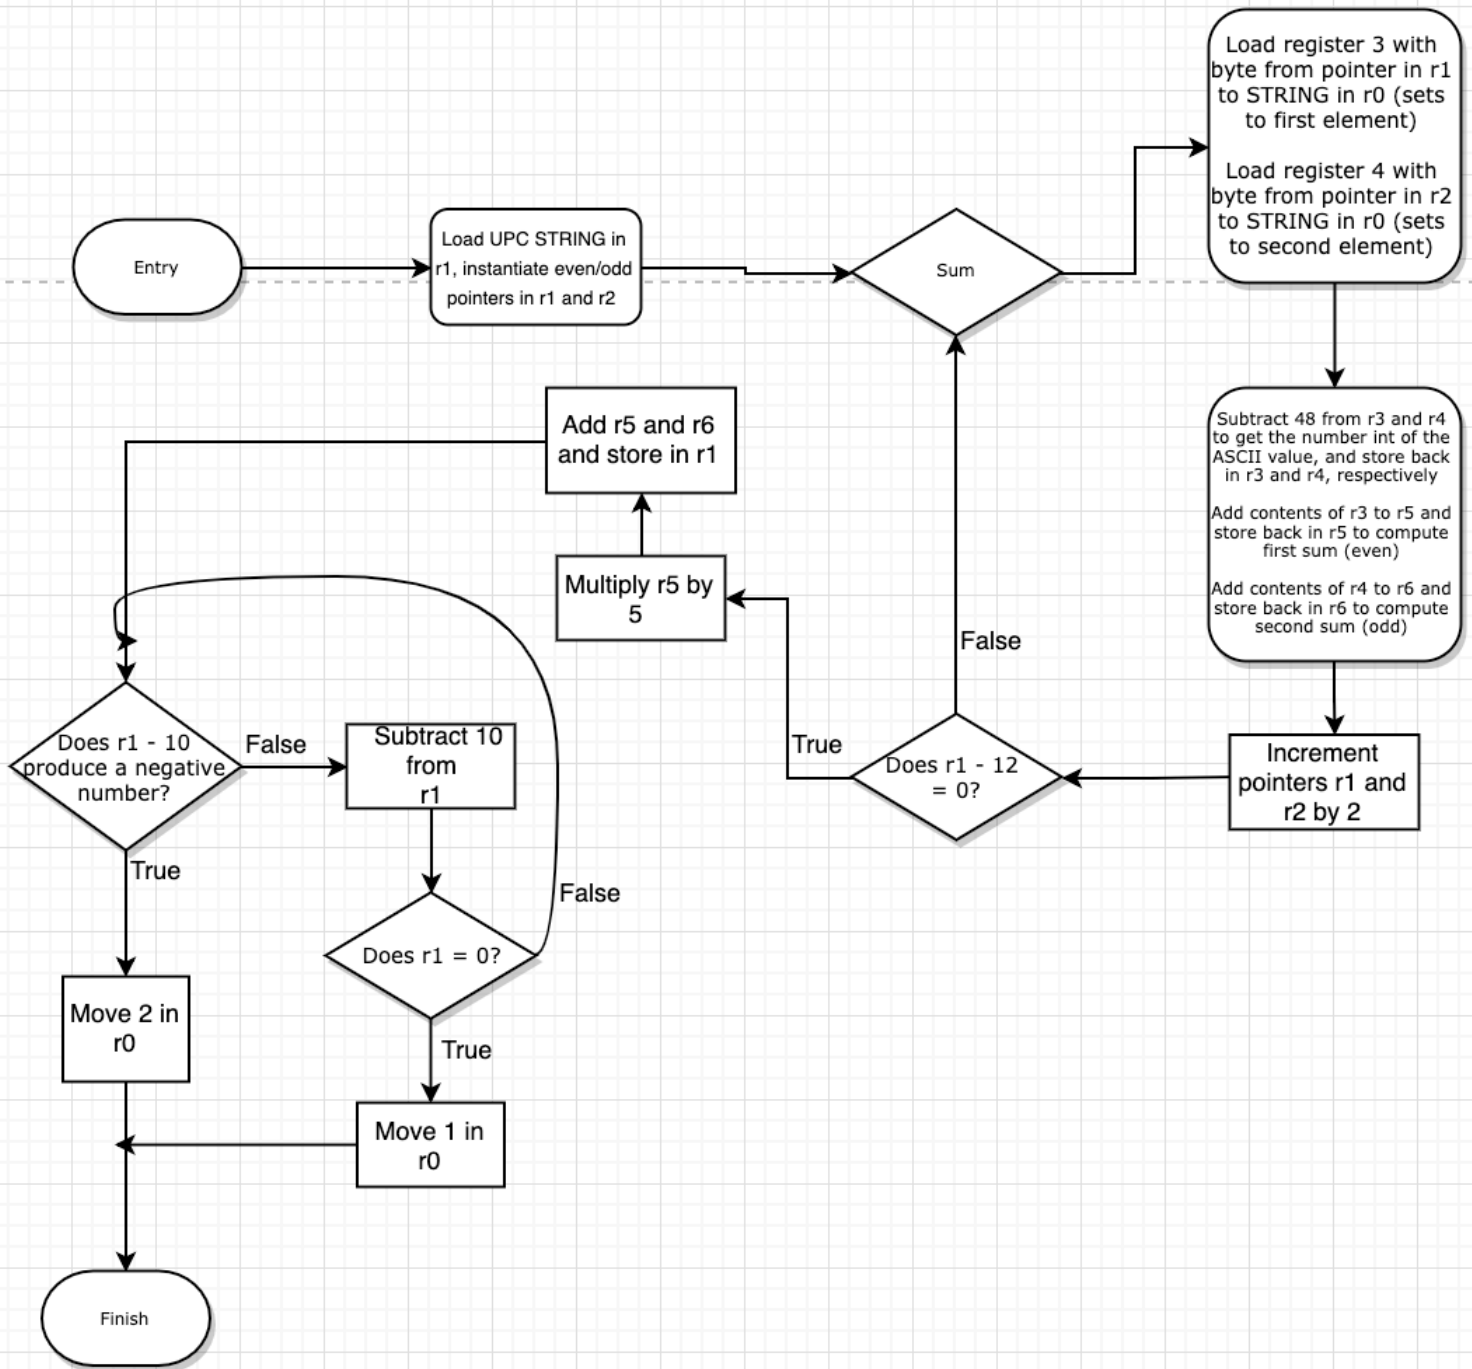 Entry
Load UPC STRING in
r1, instantiate even/odd
pointers in r1 and r2
Sum
Load register 3 with
byte from pointer in r1
to STRING in r0 (sets
to first element)
Load register 4 with
byte from pointer in r2
to STRING in r0 (sets
to second element)
Subtract 48 from r3 and r4
to get the number int of the
ASCII value, and store back
in r3 and r4, respectively
Add contents of r3 to r5 and
store back in r5 to compute
first sum (even)
Add contents of r4 to r6 and
store back in r6 to compute
second sum (odd)
Increment
pointers r1 and
r2 by 2
Does r1 - 12
= 0?
False
True
Multiply r5 by
5
Add r5 and r6
and store in r1
Does r1 - 10
produce a negative
number?
False
Subtract 10
from
r1
Does r1 = 0?
False
True
Move 1 in
r0
True
Move 2 in
r0
Finish